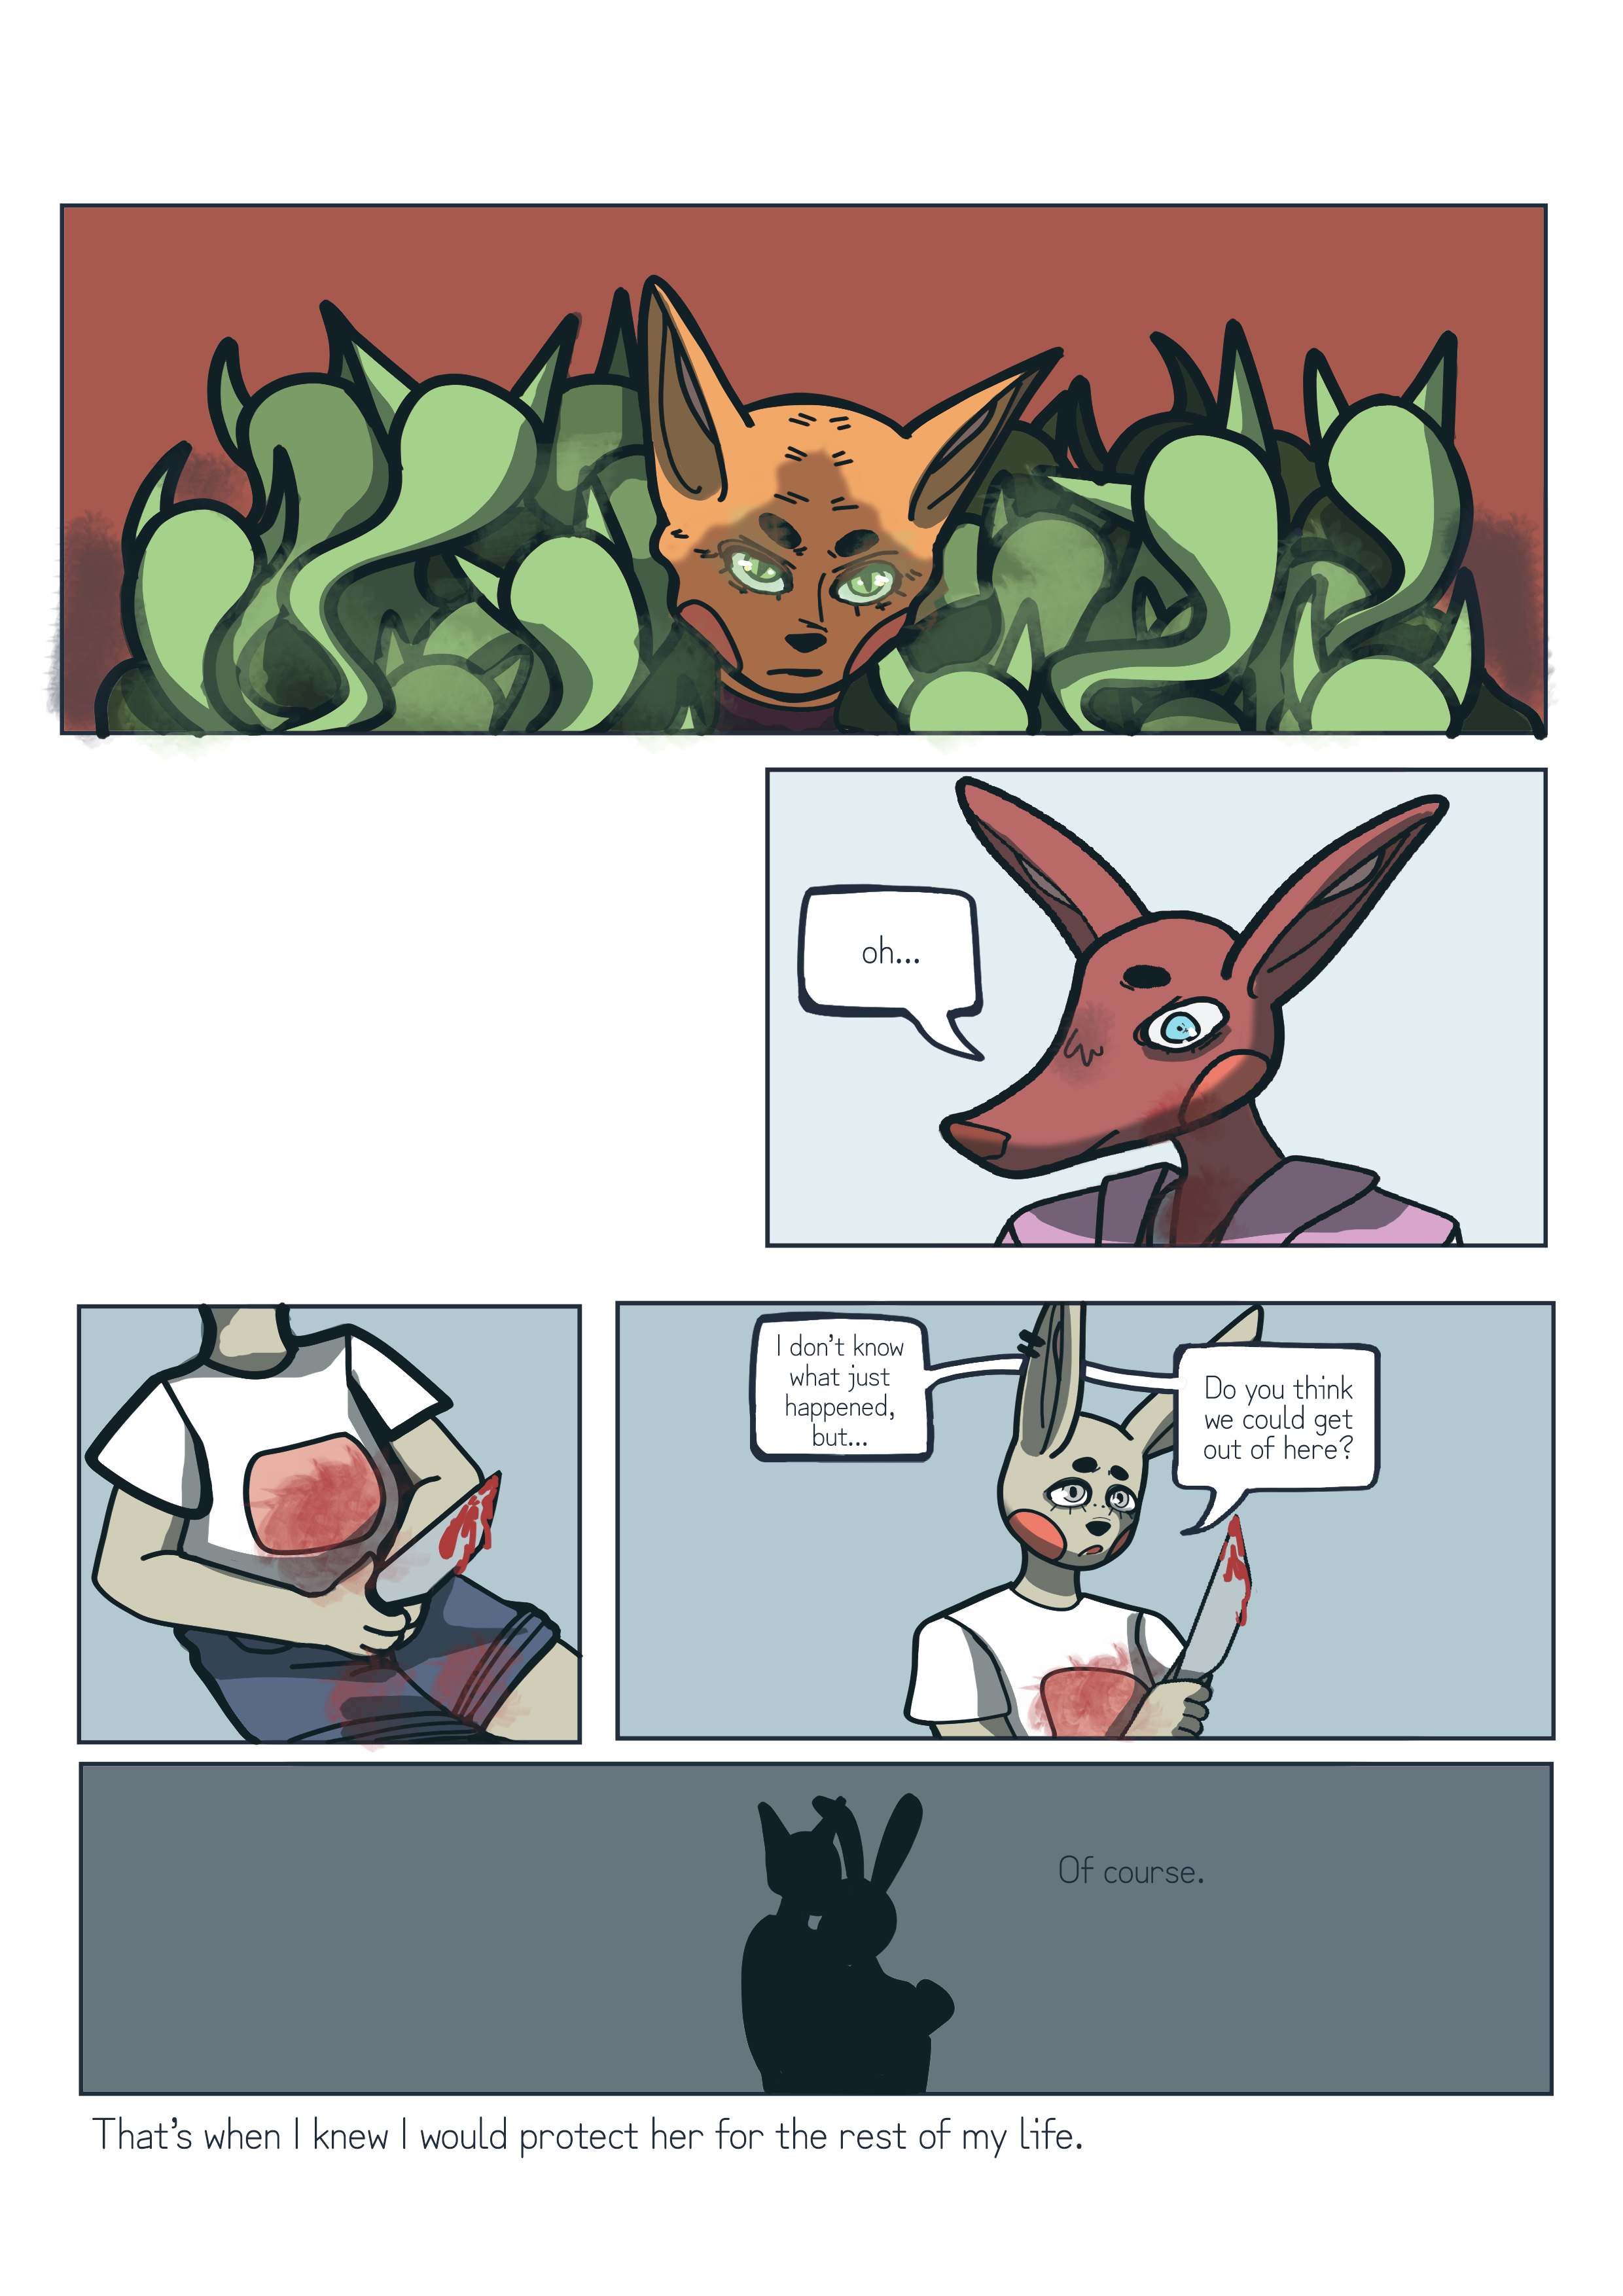 oh...
I don't know
what just
happened,
but...
Do you think
we could get
out of here?
Of course.
That's when I knew I would protect her for the rest of my life.